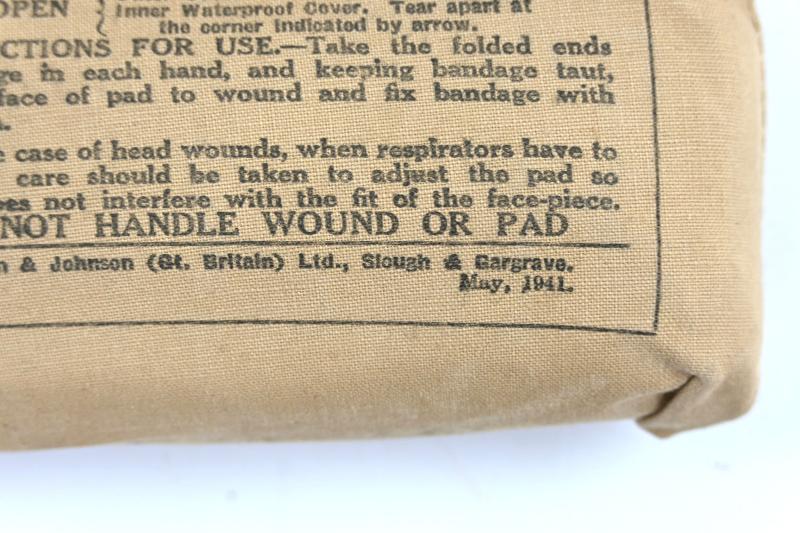 OPEN { Inner Waterproof Cover. Tear apart at
the corner indicated by arrow.
CTIONS FOR USE.—Take the folded ends
ge in each hand, and keeping bandage taut,
face of pad to wound and fix bandage with
.
e case of head wounds, when respirators have to
care should be taken to adjust the pad so
oes not interfere with the fit of the face-piece.
NOT HANDLE WOUND OR PAD
n & Johnson (Gt. Britain) Ltd., Slough & Gargrave.
May, 1941.